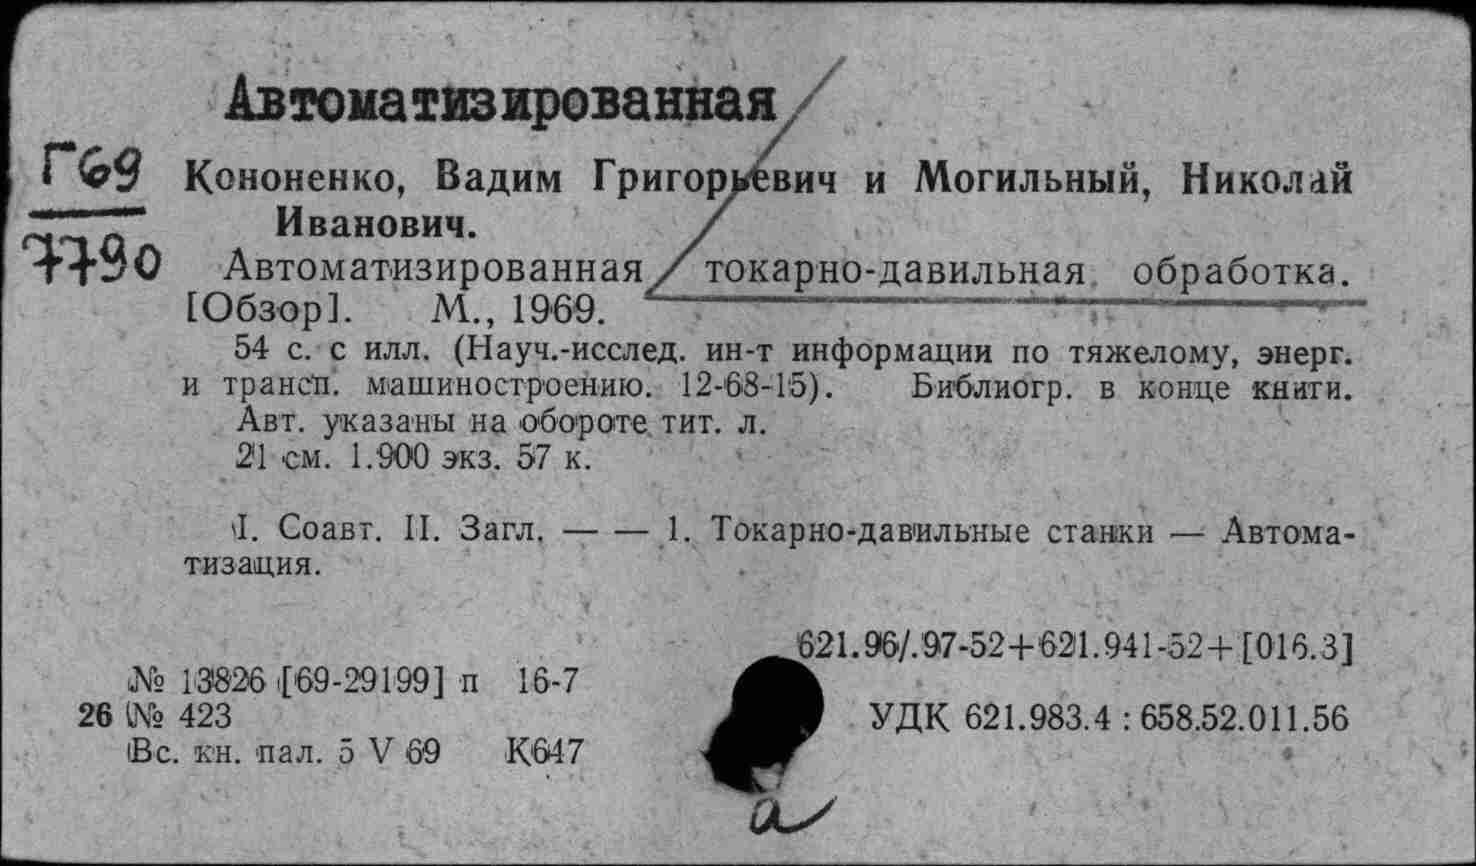 Автоматизированная
Г69
7790
Кононенко, Вадим Григорьевич и Могильный, Николай
Иванович.
Автоматизированная токарно-давильная обработка.
[Обзор]. М., 1969.
54 с. с илл. (Науч.-исслед. ин-т информации по тяжелому, энерг.
и трансп. машиностроению. 12-68-15). Библиогр. в конце книги.
Авт. указаны на обороте тит. л.
21 см. 1.900 экз. 57 к.
I. Соавт. II. Загл. — — 1. Токарно-давильные станки — Автома-
тизация.
621.96/.97-52+621.941-52+[016.3]
№ 13826 [69-29199] п 16-7
26 № 423
УДК 621.983.4 : 658.52.011.56
Вс. кн. пал. 5 V 69 К647
а